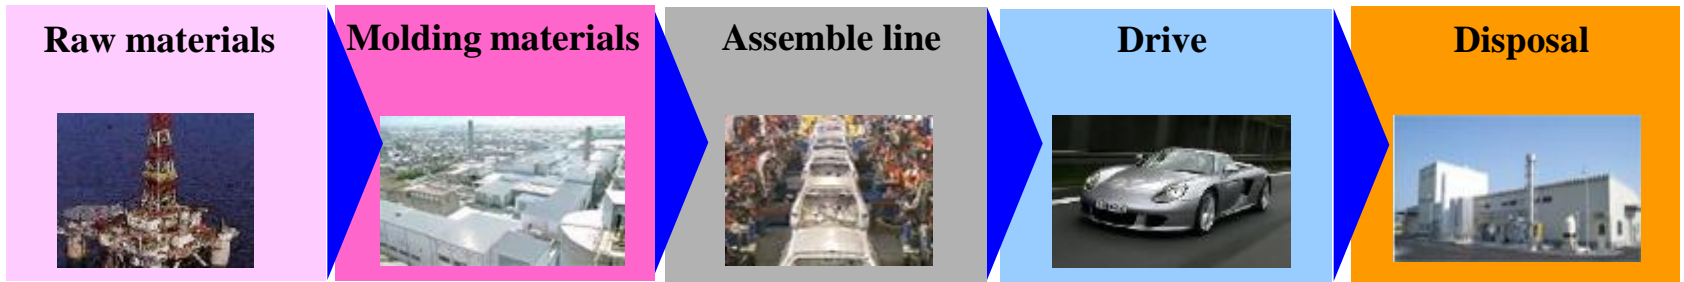 Raw materials
Molding materials
Assemble line
Drive
Disposal